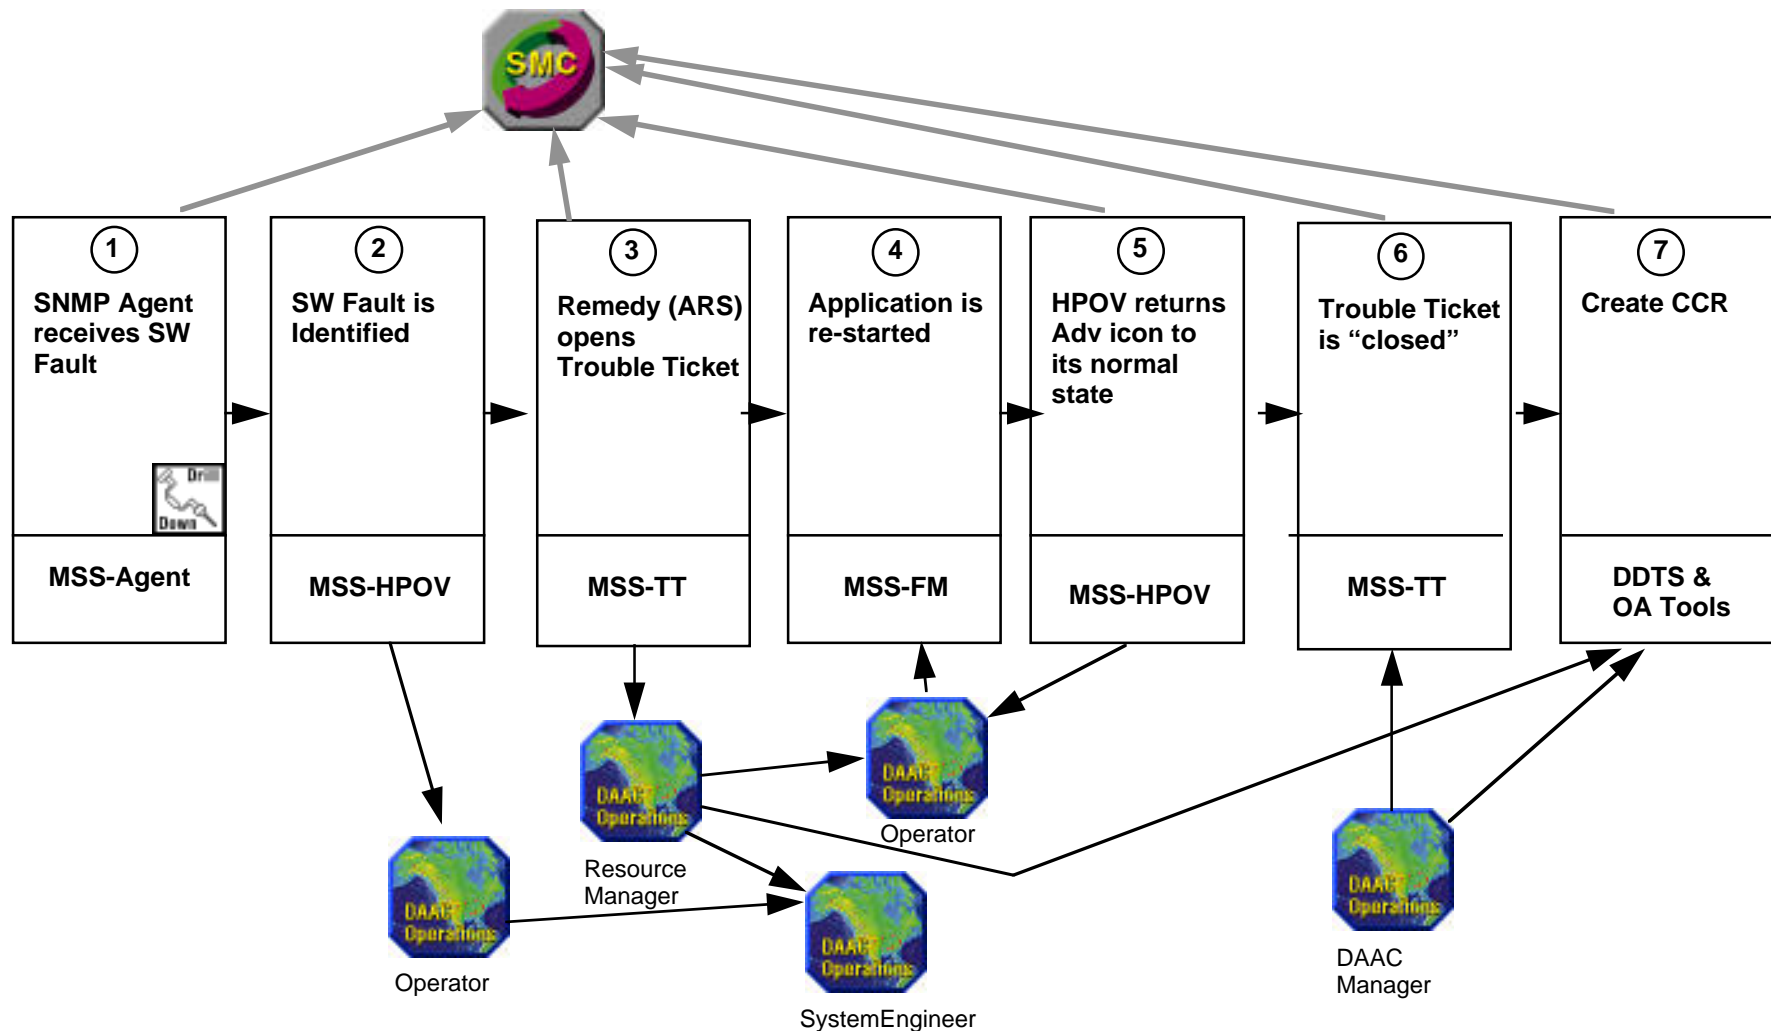 SMC
1
SNMP Agent
receives SW
Fault
Drill
Down
MSS-Agent
2
SW Fault is
Identified
MSS-HPOV
3
Remedy (ARS)
opens
Trouble Ticket
MSS-TT
4
Application is
re-started
MSS-FM
5
HPOV returns
Adv icon to
its normal
state
MSS-HPOV
6
Trouble Ticket
is “closed”
MSS-TT
7
Create CCR
DDTS &
OA Tools
DAAC
Operations
Operator
DAAC
Operations
Resource
Manager
DAAC
Operations
Operator
DAAC
Operations
SystemEngineer
DAAC
Operations
DAAC
Manager